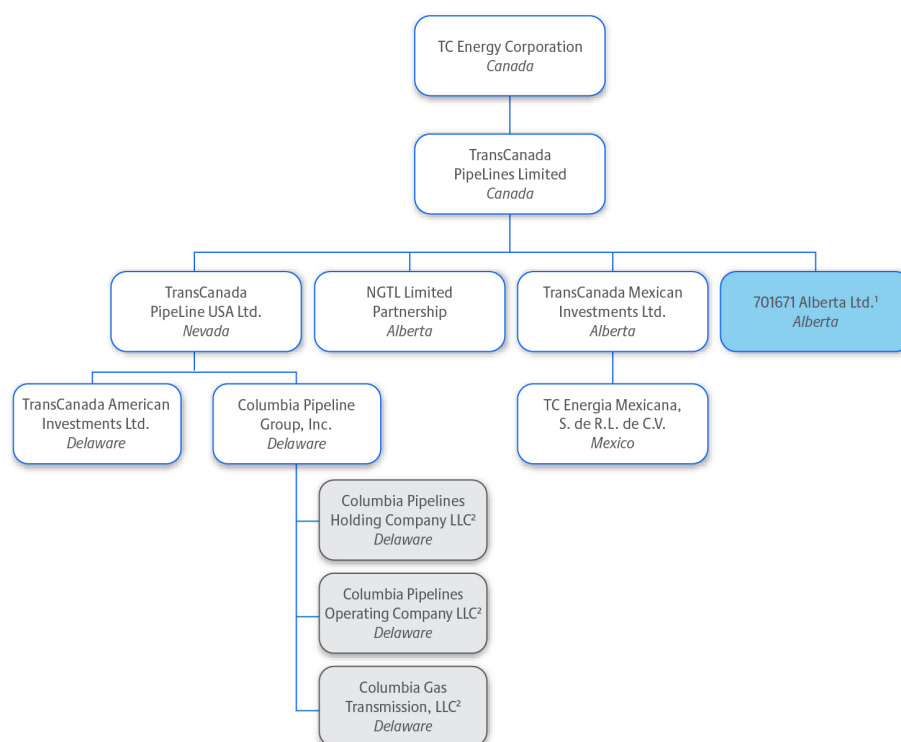 TC Energy Corporation
Canada
TransCanada
PipeLines Limited
Canada
TransCanada
PipeLine USA Ltd.
Nevada
NGTL Limited
Partnership
Alberta
TransCanada Mexican
Investments Ltd.
Alberta
701671 Alberta Ltd.¹
Alberta
TransCanada American
Investments Ltd.
Delaware
Columbia Pipeline
Group, Inc.
Delaware
TC Energia Mexicana,
S. de R.L. de C.V.
Mexico
Columbia Pipelines
Holding Company LLC²
Delaware
Columbia Pipelines
Operating Company LLC²
Delaware
Columbia Gas
Transmission, LLC²
Delaware